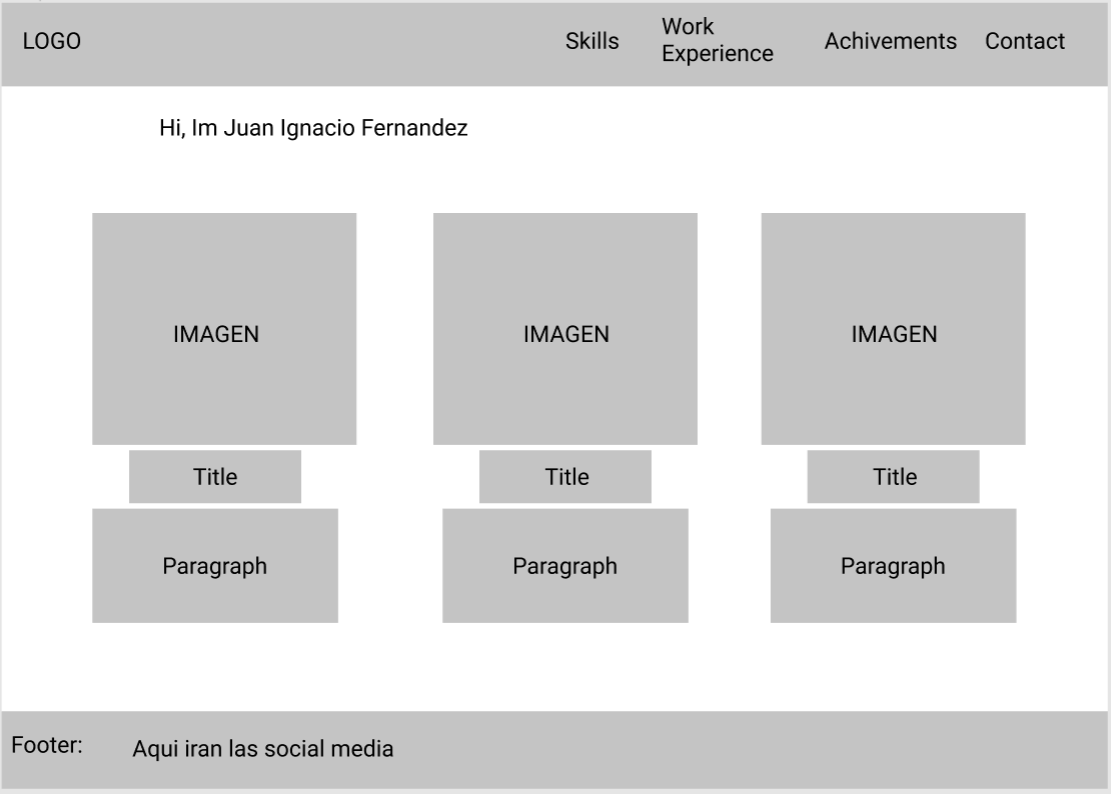 LOGO
Skills
Work
Experience
Achivements
Contact
Hi, Im Juan Ignacio Fernandez
IMAGEN
IMAGEN
IMAGEN
Title
Title
Title
Paragraph
Paragraph
Paragraph
Footer:
Aqui iran las social media